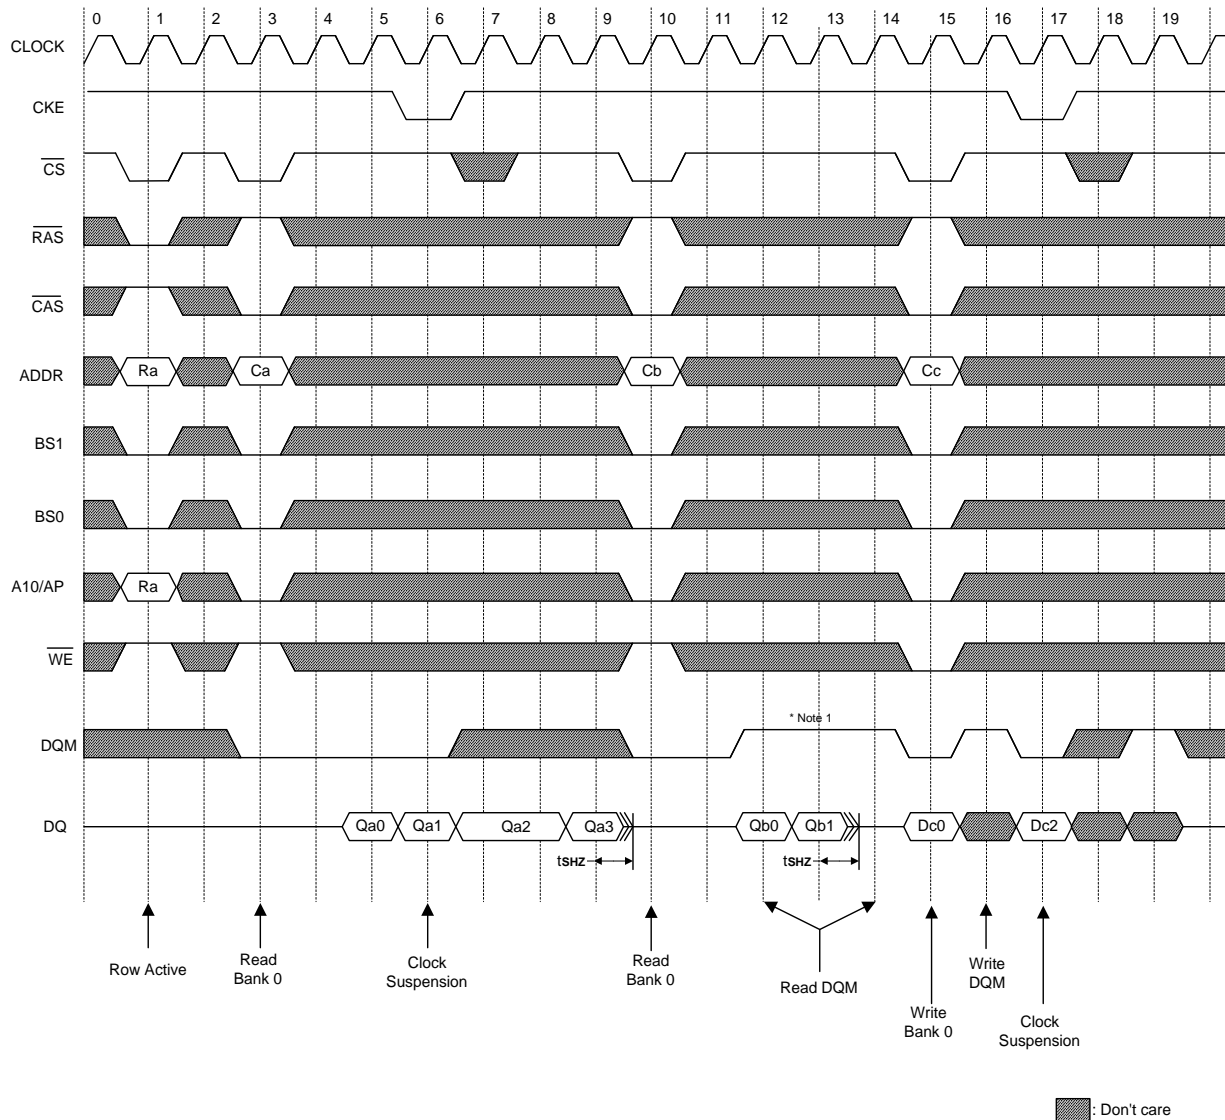 0 1 2 3 4 5 6 7 8 9 10 11 12 13 14 15 16 17 18 19
CLOCK
CKE
CS
RAS
CAS
ADDR Ra Ca Cb Cc
BS1
BS0
A10/AP Ra
WE
* Note 1
DQM
DQ Qa0 Qa1 Qa2 Qa3 Qb0 Qb1 Dc0 Dc2
tSHZ tSHZ
Row Active
Read
Bank 0
Clock
Suspension
Read
Bank 0
Read DQM
Write
Bank 0
Write
DQM
Clock
Suspension
: Don't care